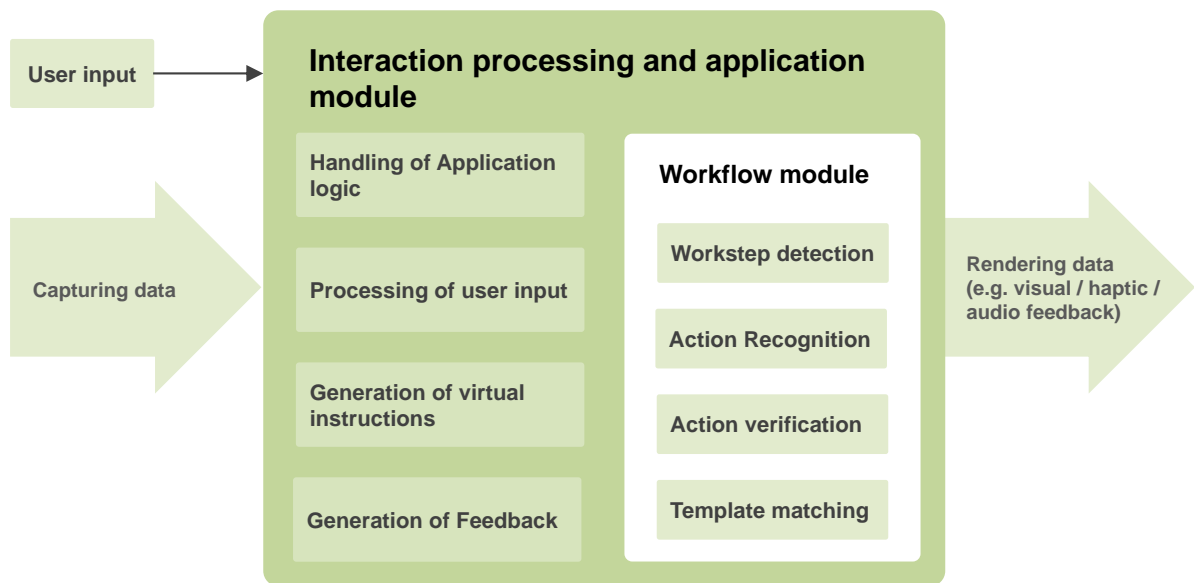 User input
Capturing data
Interaction processing and application
module
Handling of Application
logic
Processing of user input
Generation of virtual
instructions
Generation of Feedback
Workflow module
Workstep detection
Action Recognition
Action verification
Template matching
Rendering data
(e.g. visual / haptic /
audio feedback)